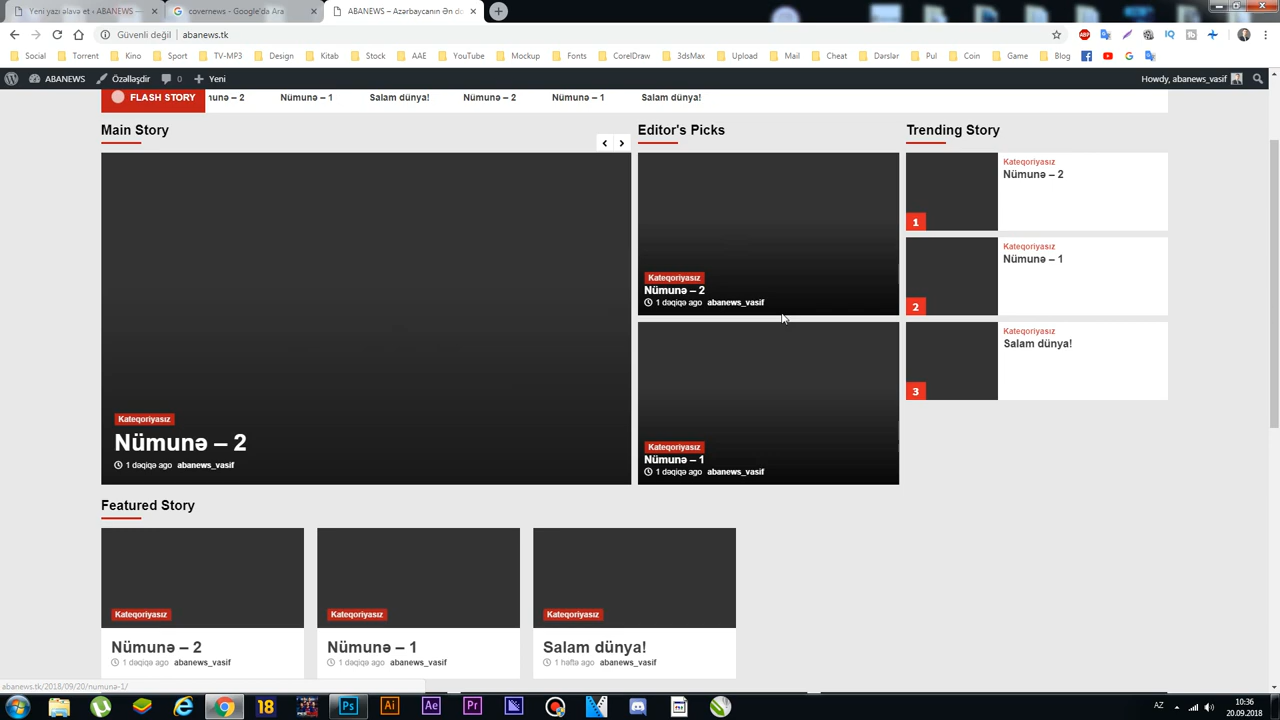 Yeni yazı əlavə et ‹ ABANEWS –
covernews - Google'da Ara
ABANEWS – Azərbaycanın Ən do
Güvenli değil | abanews.tk
Social
Torrent
Kino
Sport
TV-MP3
Design
Kitab
Stock
AAE
YouTube
Mockup
Fonts
CorelDraw
3dsMax
Upload
Mail
Cheat
Dərslər
Pul
Coin
Game
Blog
ABANEWS
Özəlləşdir
0
Yeni
Howdy, abanews_vasif
FLASH STORY
Nümunə – 1
Salam dünya!
Nümunə – 2
Nümunə – 1
Salam dünya!
Main Story
Editor's Picks
Trending Story
Kateqoriyasız
Nümunə – 2
1
Kateqoriyasız
Nümunə – 1
2
Kateqoriyasız
Salam dünya!
3
Kateqoriyasız
Nümunə – 2
1 dəqiqə ago abanews_vasif
Kateqoriyasız
Nümunə – 1
1 dəqiqə ago abanews_vasif
Kateqoriyasız
Nümunə – 2
1 dəqiqə ago abanews_vasif
Featured Story
Kateqoriyasız
Nümunə – 2
1 dəqiqə ago abanews_vasif
Kateqoriyasız
Nümunə – 1
1 dəqiqə ago abanews_vasif
Kateqoriyasız
Salam dünya!
1 həftə ago abanews_vasif
abanews.tk/2018/09/20/numunə-1/
18
Ps
Ai
Ae
Pr
AZ
10:36
20.09.2018